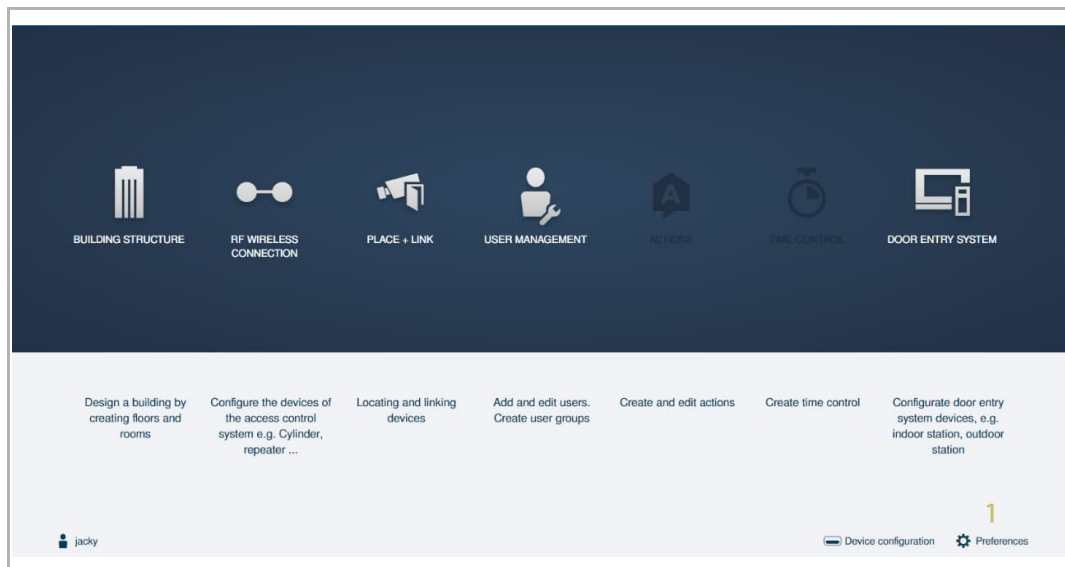 A
BUILDING STRUCTURE
RF WIRELESS
CONNECTION
PLACE + LINK
USER MANAGEMENT
ACTIONS
TIME CONTROL
DOOR ENTRY SYSTEM
Design a building by
creating floors and
rooms
Configure the devices of
the access control
system e.g. Cylinder,
repeater ...
Locating and linking
devices
Add and edit users.
Create user groups
Create and edit actions
Create time control
Configurate door entry
system devices, e.g.
indoor station, outdoor
station
1
jacky
Device configuration
Preferences